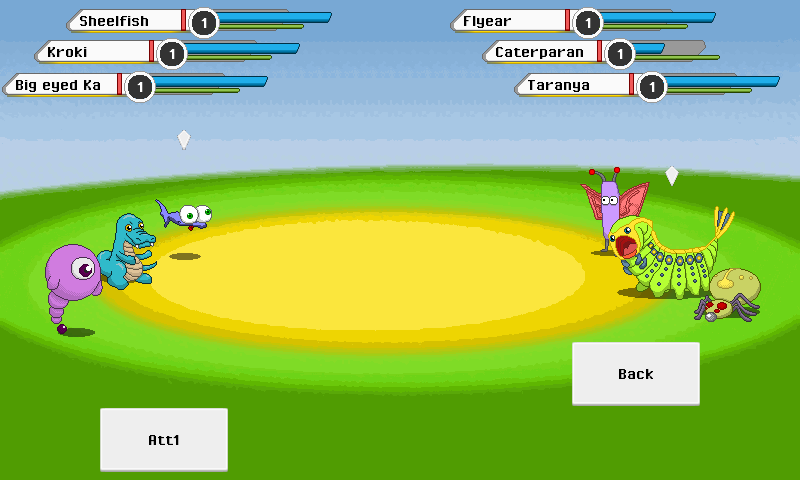 Sheelfish 1
Kroki 1
Big eyed Ka 1
Flyear 1
Caterparan 1
Taranya 1
Back
Att1